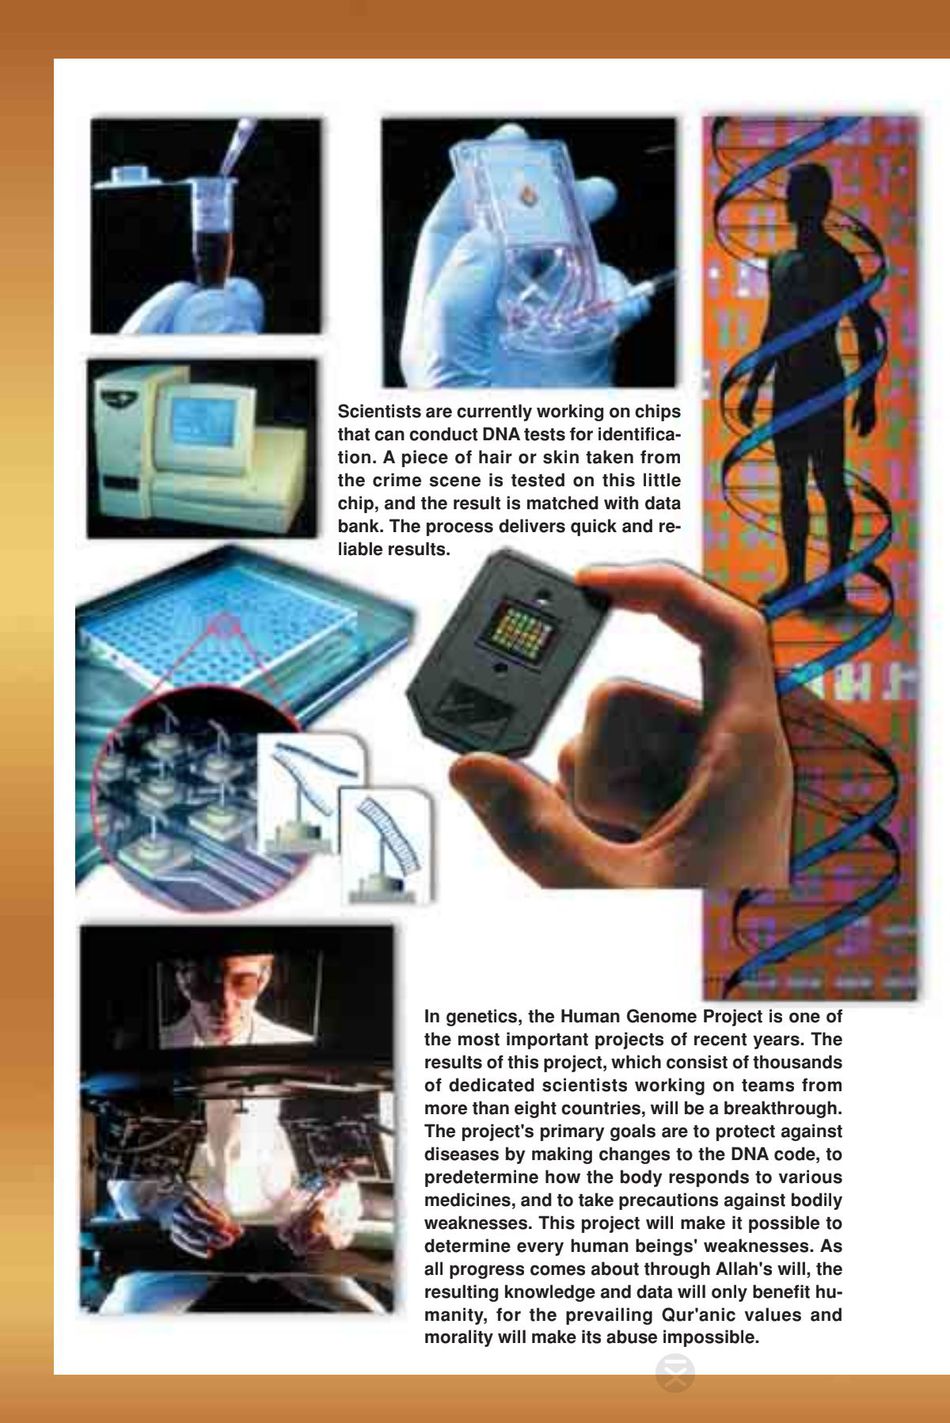 Scientists are currently working on chips
that can conduct DNA tests for identifica-
tion. A piece of hair or skin taken from
the crime scene is tested on this little
chip, and the result is matched with data
bank. The process delivers quick and re-
liable results.
In genetics, the Human Genome Project is one of
the most important projects of recent years. The
results of this project, which consist of thousands
of dedicated scientists working on teams from
more than eight countries, will be a breakthrough.
The project's primary goals are to protect against
diseases by making changes to the DNA code, to
predetermine how the body responds to various
medicines, and to take precautions against bodily
weaknesses. This project will make it possible to
determine every human beings' weaknesses. As
all progress comes about through Allah's will, the
resulting knowledge and data will only benefit hu-
manity, for the prevailing Qur'anic values and
morality will make its abuse impossible.